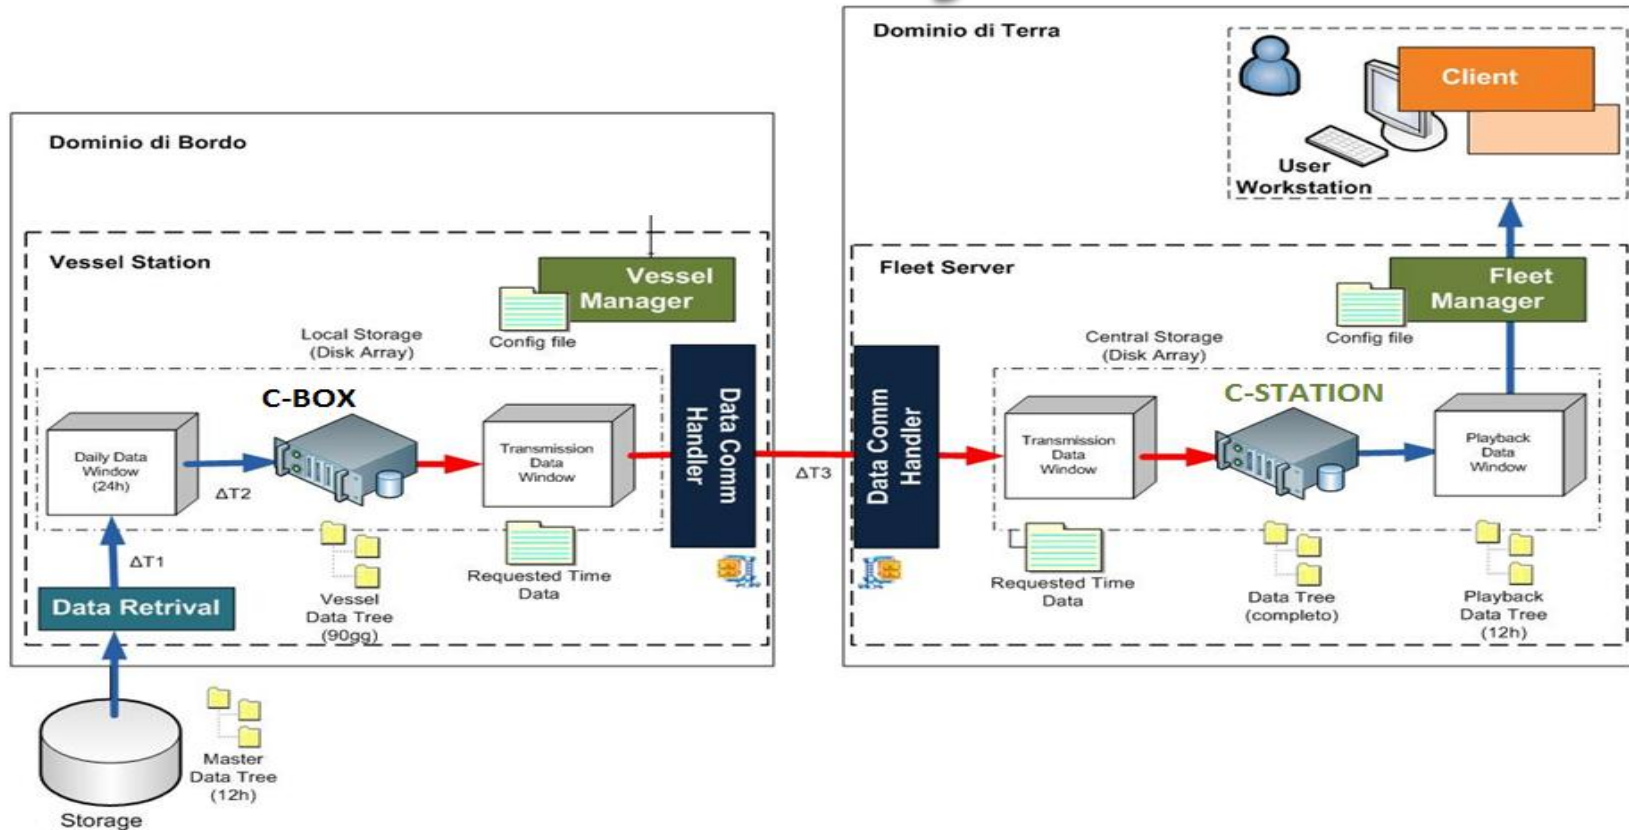 Dominio di Bordo
Vessel Station
Vessel
Manager
Config file
Local Storage
(Disk Array)
C-BOX
Daily Data
Window
(24h)
ΔT2
Transmission
Data
Window
Data Comm
Handler
ΔT1
Data Retrival
Vessel
Data Tree
(90gg)
Requested Time
Data
Master
Data Tree
(12h)
Storage
ΔT3
Dominio di Terra
Client
User
Workstation
Fleet Server
Fleet
Manager
Config file
Central Storage
(Disk Array)
C-STATION
Data Comm
Handler
Transmission
Data
Window
Playback
Data
Window
Requested Time
Data
Data Tree
(completo)
Playback
Data Tree
(12h)